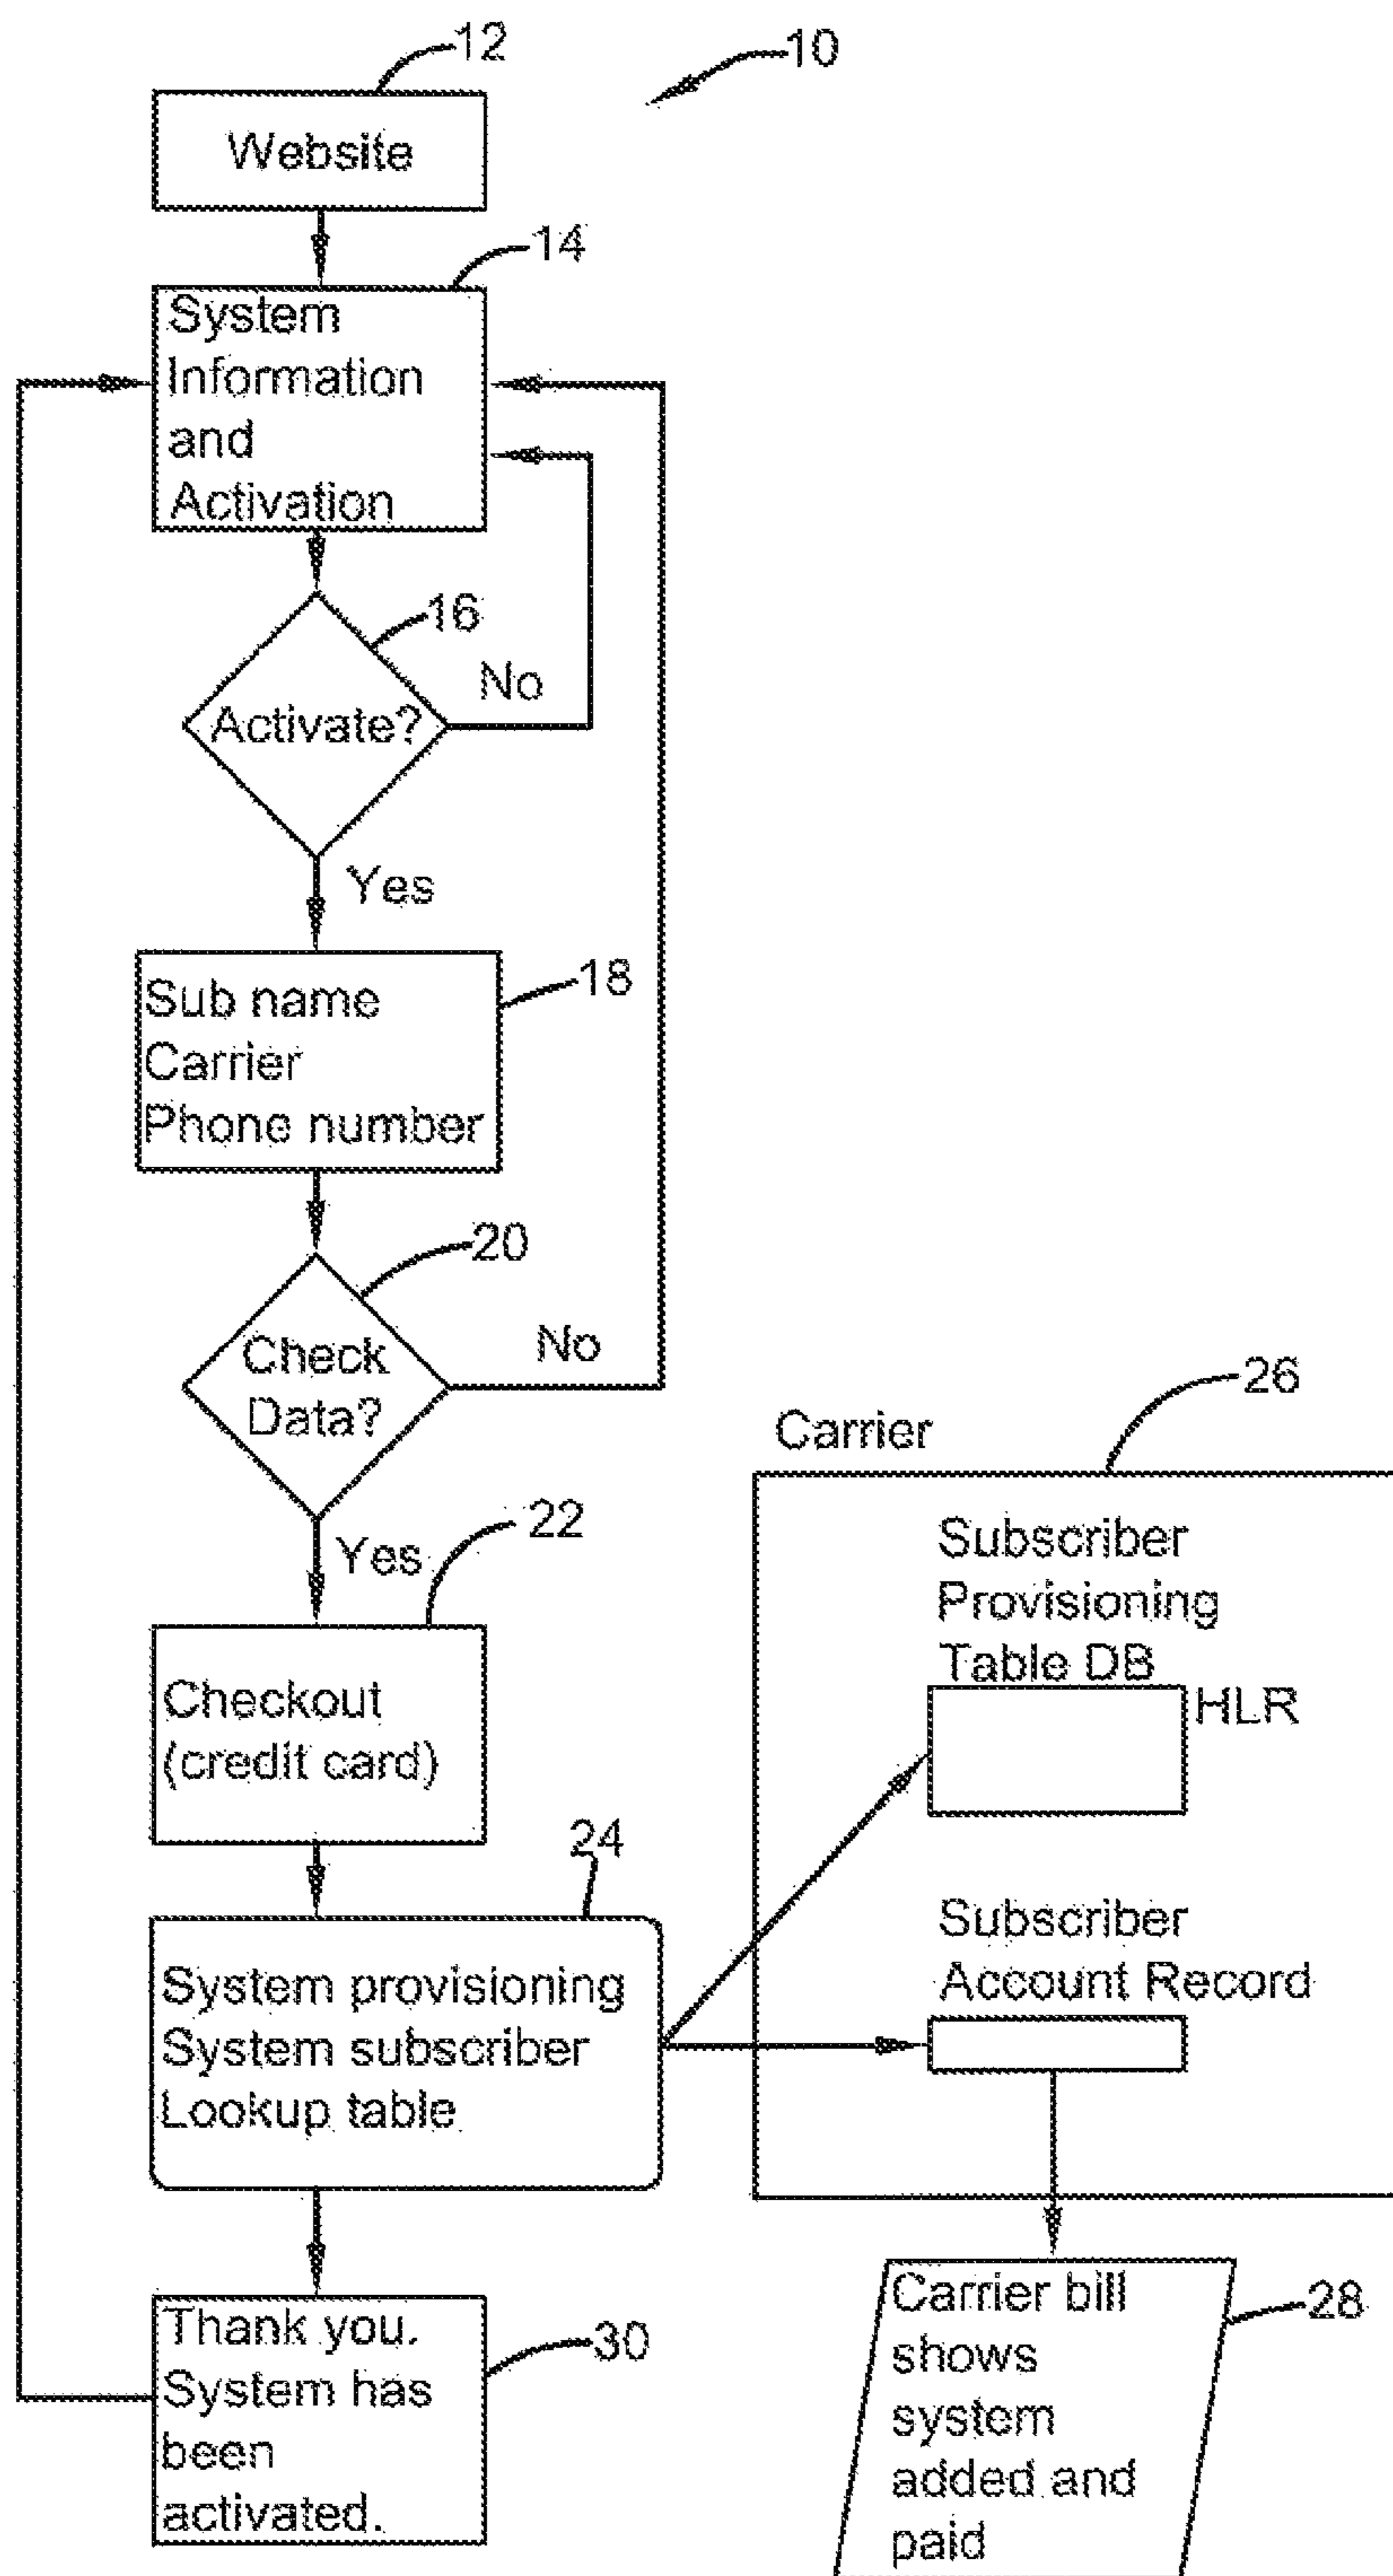 12
10
Website
14
System
Information
and
Activation
16
No
Activate?
Yes
18
Sub name
Carrier
Phone number
20
Check
Data?
No
26
Carrier
Yes
22
Subscriber
Provisioning
Table DB
HLR
Checkout
(credit card)
24
Subscriber
Account Record
System provisioning
System subscriber
Lookup table
Thank you.
System has
been
activated.
30
Carrier bill
shows
system
added and
paid
28